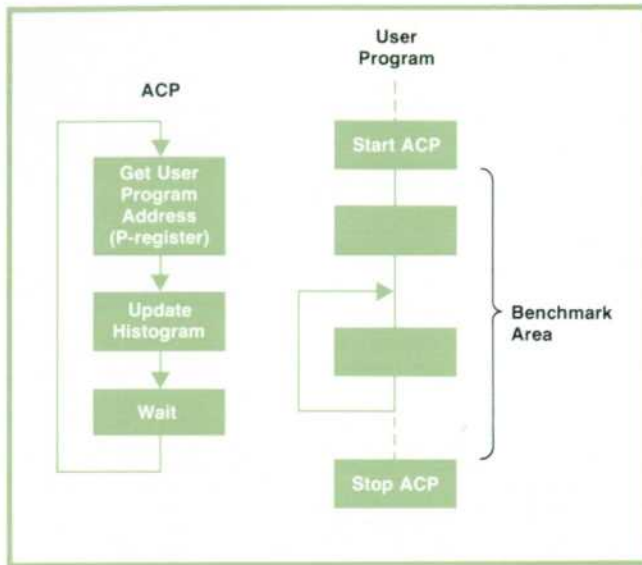 ACP
Get User
Program
Address
(P-register)
Update
Histogram
Wait
User
Program
Start ACP
Stop ACP
Benchmark
Area